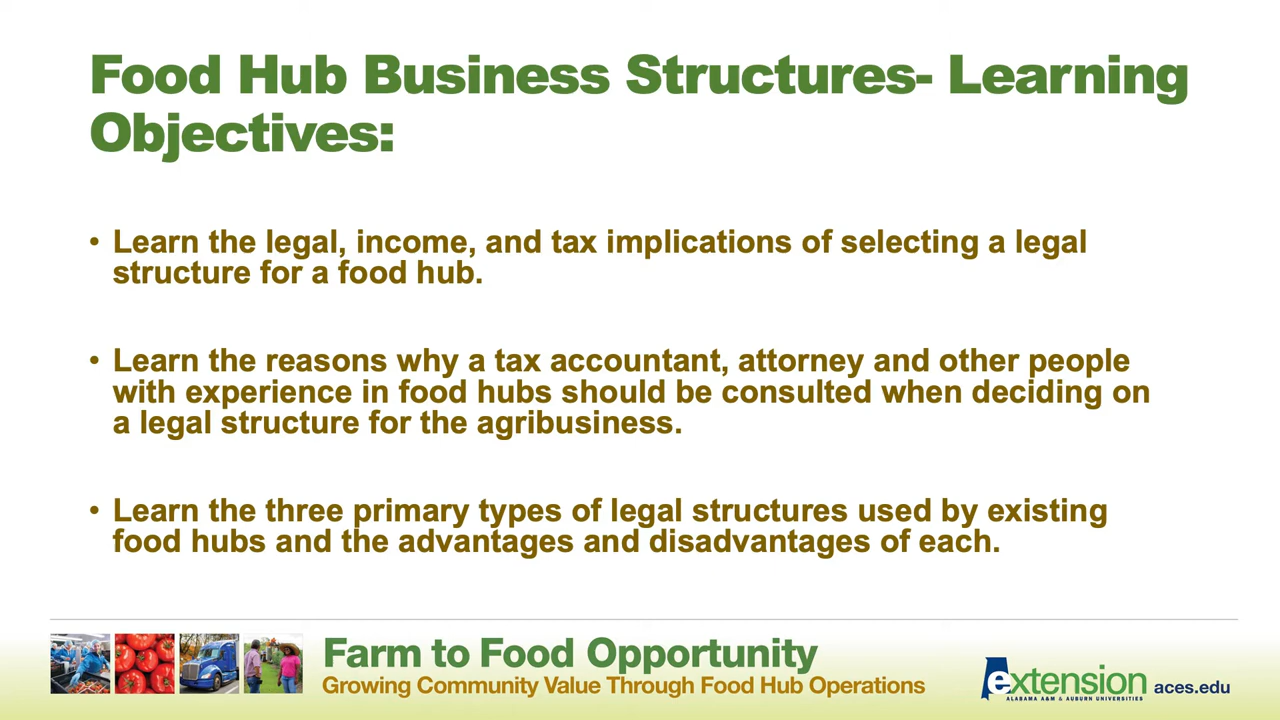 Food Hub Business Structures- Learning
Objectives:
• Learn the legal, income, and tax implications of selecting a legal
structure for a food hub.
• Learn the reasons why a tax accountant, attorney and other people
with experience in food hubs should be consulted when deciding on
a legal structure for the agribusiness.
• Learn the three primary types of legal structures used by existing
food hubs and the advantages and disadvantages of each.
Farm to Food Opportunity
Growing Community Value Through Food Hub Operations
extension
ALABAMA A&M & AUBURN UNIVERSITIES
aces.edu